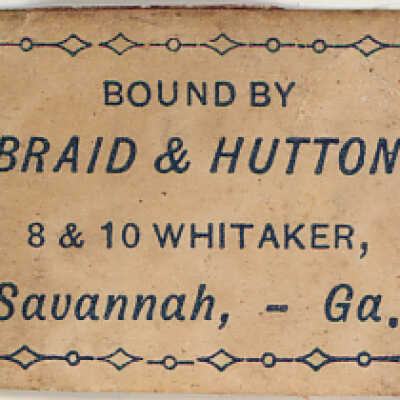 BOUND BY
BRAID & HUTTON
8 & 10 WHITAKER,
Savannah, - Ga.